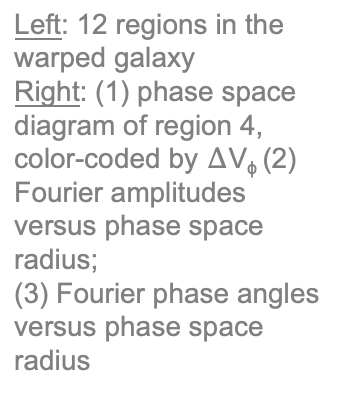 Left: 12 regions in the
warped galaxy
Right: (1) phase space
diagram of region 4,
color-coded by ΔVϕ (2)
Fourier amplitudes
versus phase space
radius;
(3) Fourier phase angles
versus phase space
radius